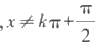 , x ≠ kπ + π/2